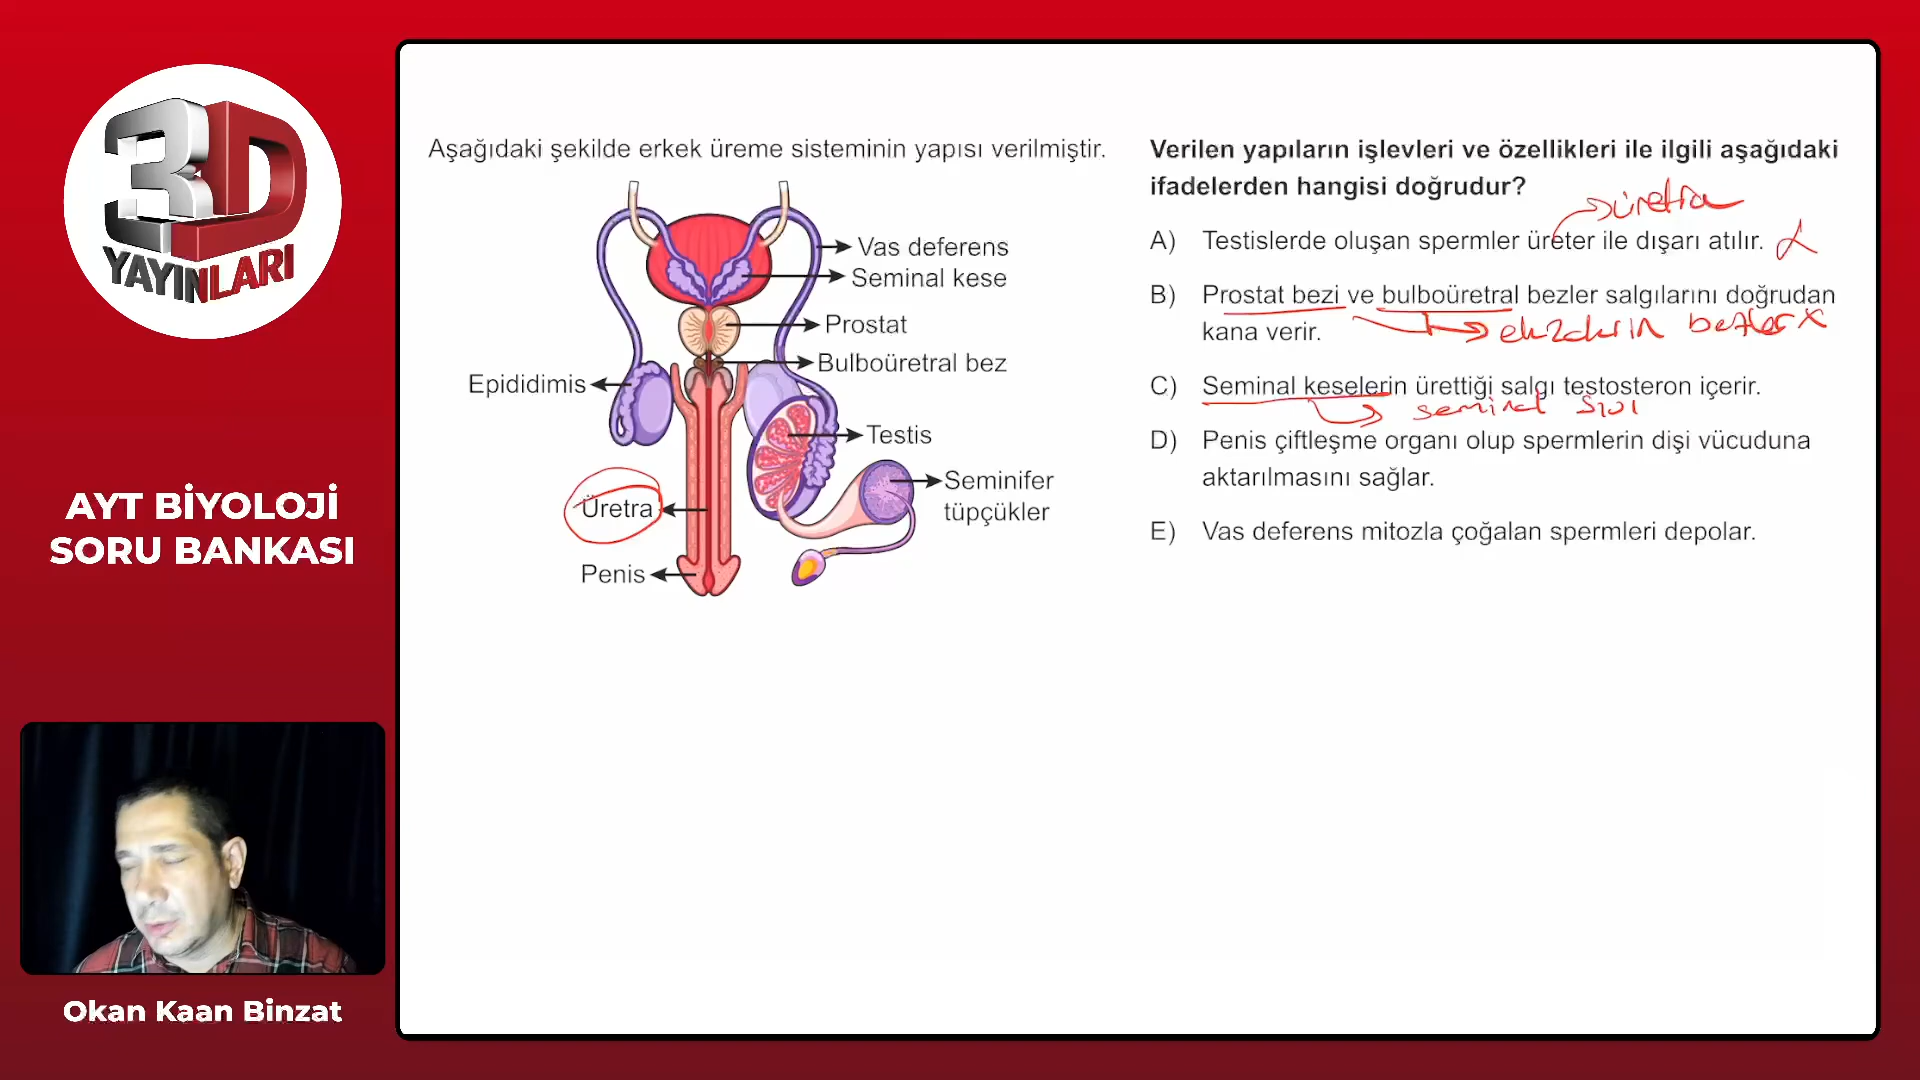 3D
YAYINLARI
AYT BİYOLOJİ
SORU BANKASI
Okan Kaan Binzat
Aşağıdaki şekilde erkek üreme sisteminin yapısı verilmiştir.
Vas deferens
Seminal kese
Prostat
Bulboüretral bez
Epididimis
Testis
Seminifer
tüpçükler
Üretra
Penis
Verilen yapıların işlevleri ve özellikleri ile ilgili aşağıdaki
ifadelerden hangisi doğrudur?
üretra
A) Testislerde oluşan spermler üreter ile dışarı atılır.
B) Prostat bezi ve bulboüretral bezler salgılarını doğrudan
kana verir.
bezler
C) Seminal keselerin ürettiği salgı testosteron içerir.
seminal sıvı
D) Penis çiftleşme organı olup spermlerin dişi vücuduna
aktarılmasını sağlar.
E) Vas deferens mitozla çoğalan spermleri depolar.